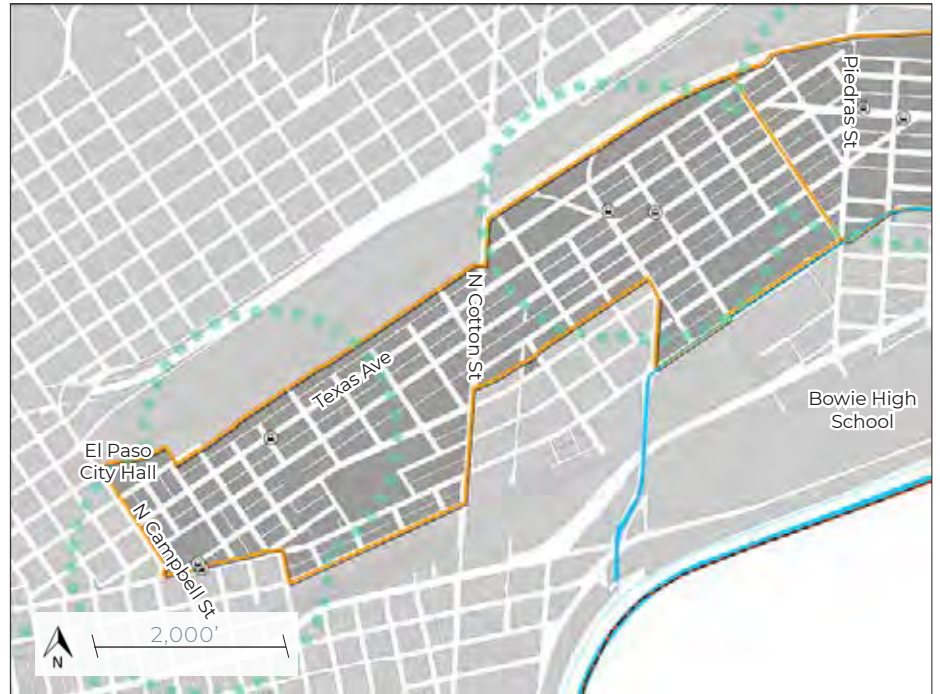 Piedras St
N Cotton St
Texas Ave
Bowie High
School
El Paso
City Hall
N Campbell St
2,000'
N